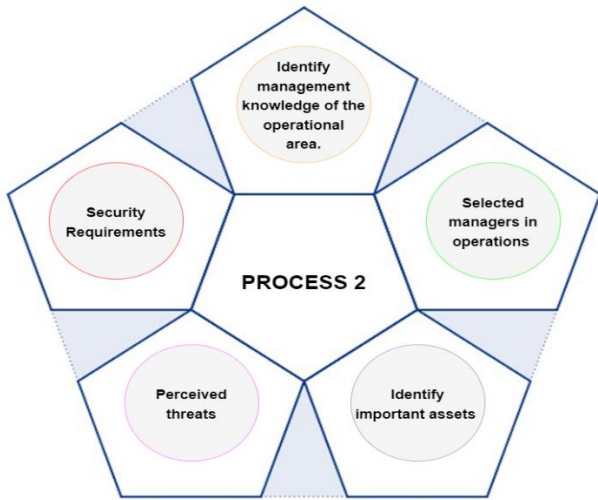 Identify
management
knowledge of the
operational
area.
Security
Requirements
Selected
managers in
operations
PROCESS 2
Perceived
threats
Identify
important assets